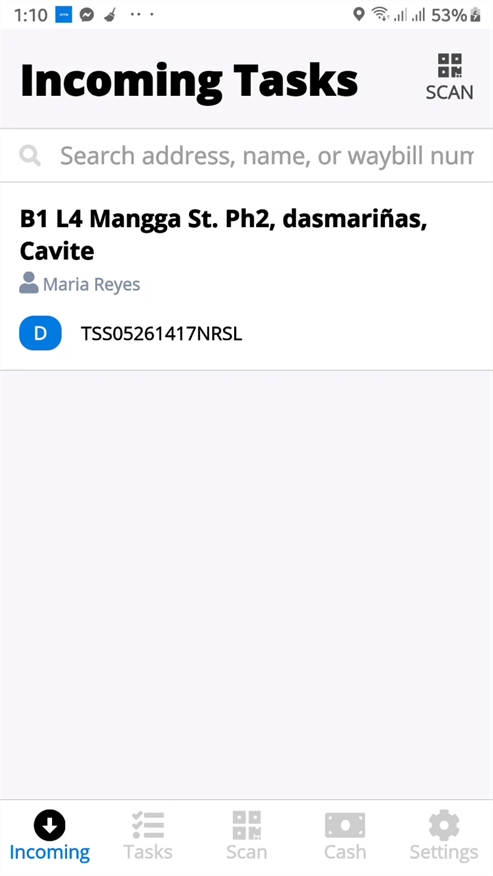 1:10
53%
Incoming Tasks
SCAN
Search address, name, or waybill num
B1 L4 Mangga St. Ph2, dasmariñas,
Cavite
Maria Reyes
D TSS05261417NRSL
Incoming Tasks Scan Cash Settings